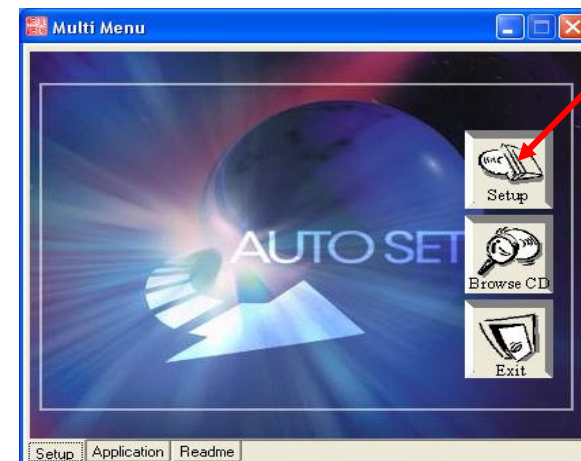 Multi Menu
AUTO SET
Setup
Browse CD
Exit
Setup Application Readme